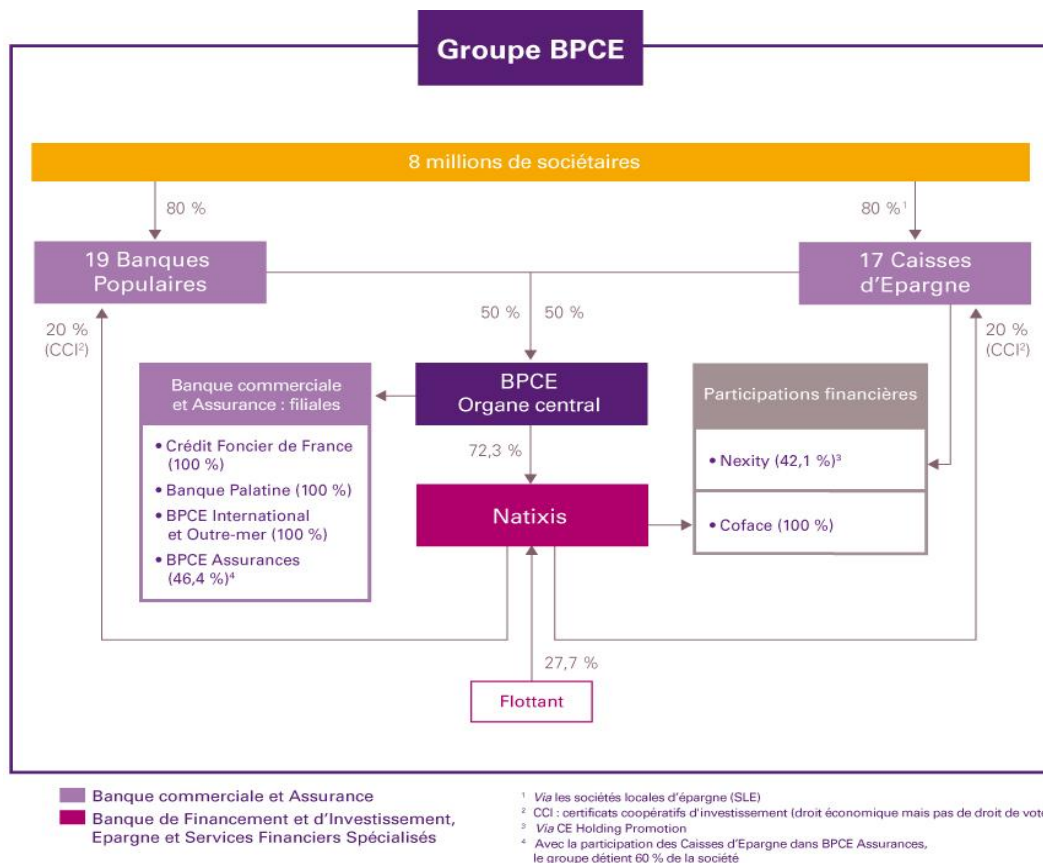 Groupe BPCE
8 millions de sociétaires
80 %
80 %¹
19 Banques
Populaires
17 Caisses
d'Epargne
50 %
50 %
20 %
(CCI²)
20 %
(CCI²)
Banque commerciale
et Assurance : filiales
• Crédit Foncier de France
(100 %)
• Banque Palatine (100 %)
• BPCE International
et Outre-mer (100 %)
• BPCE Assurances
(46,4 %)⁴
BPCE
Organe central
72,3 %
Natixis
Participations financières
• Nexity (42,1 %)³
• Coface (100 %)
27,7 %
Flottant
Banque commerciale et Assurance
Banque de Financement et d'Investissement,
Epargne et Services Financiers Spécialisés
¹ Via les sociétés locales d'épargne (SLE)
² CCI : certificats coopératifs d'investissement (droit économique mais pas de droit de vote
³ Via CE Holding Promotion
⁴ Avec la participation des Caisses d'Epargne dans BPCE Assurances,
le groupe détient 60 % de la société